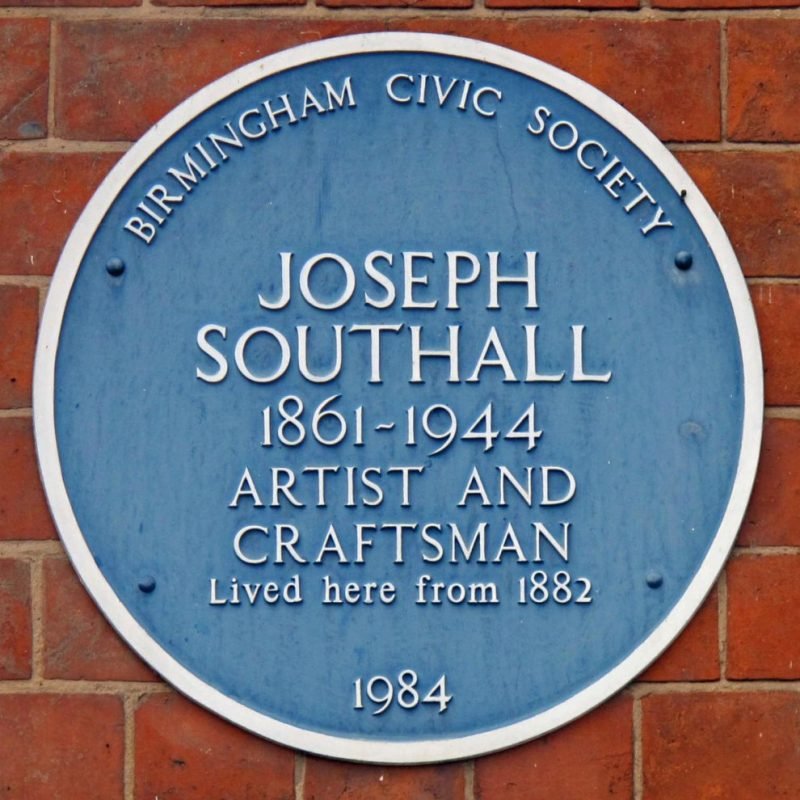 BIRMINGHAM CIVIC SOCIETY
JOSEPH
SOUTHALL
1861-1944
ARTIST AND
CRAFTSMAN
Lived here from 1882
1984